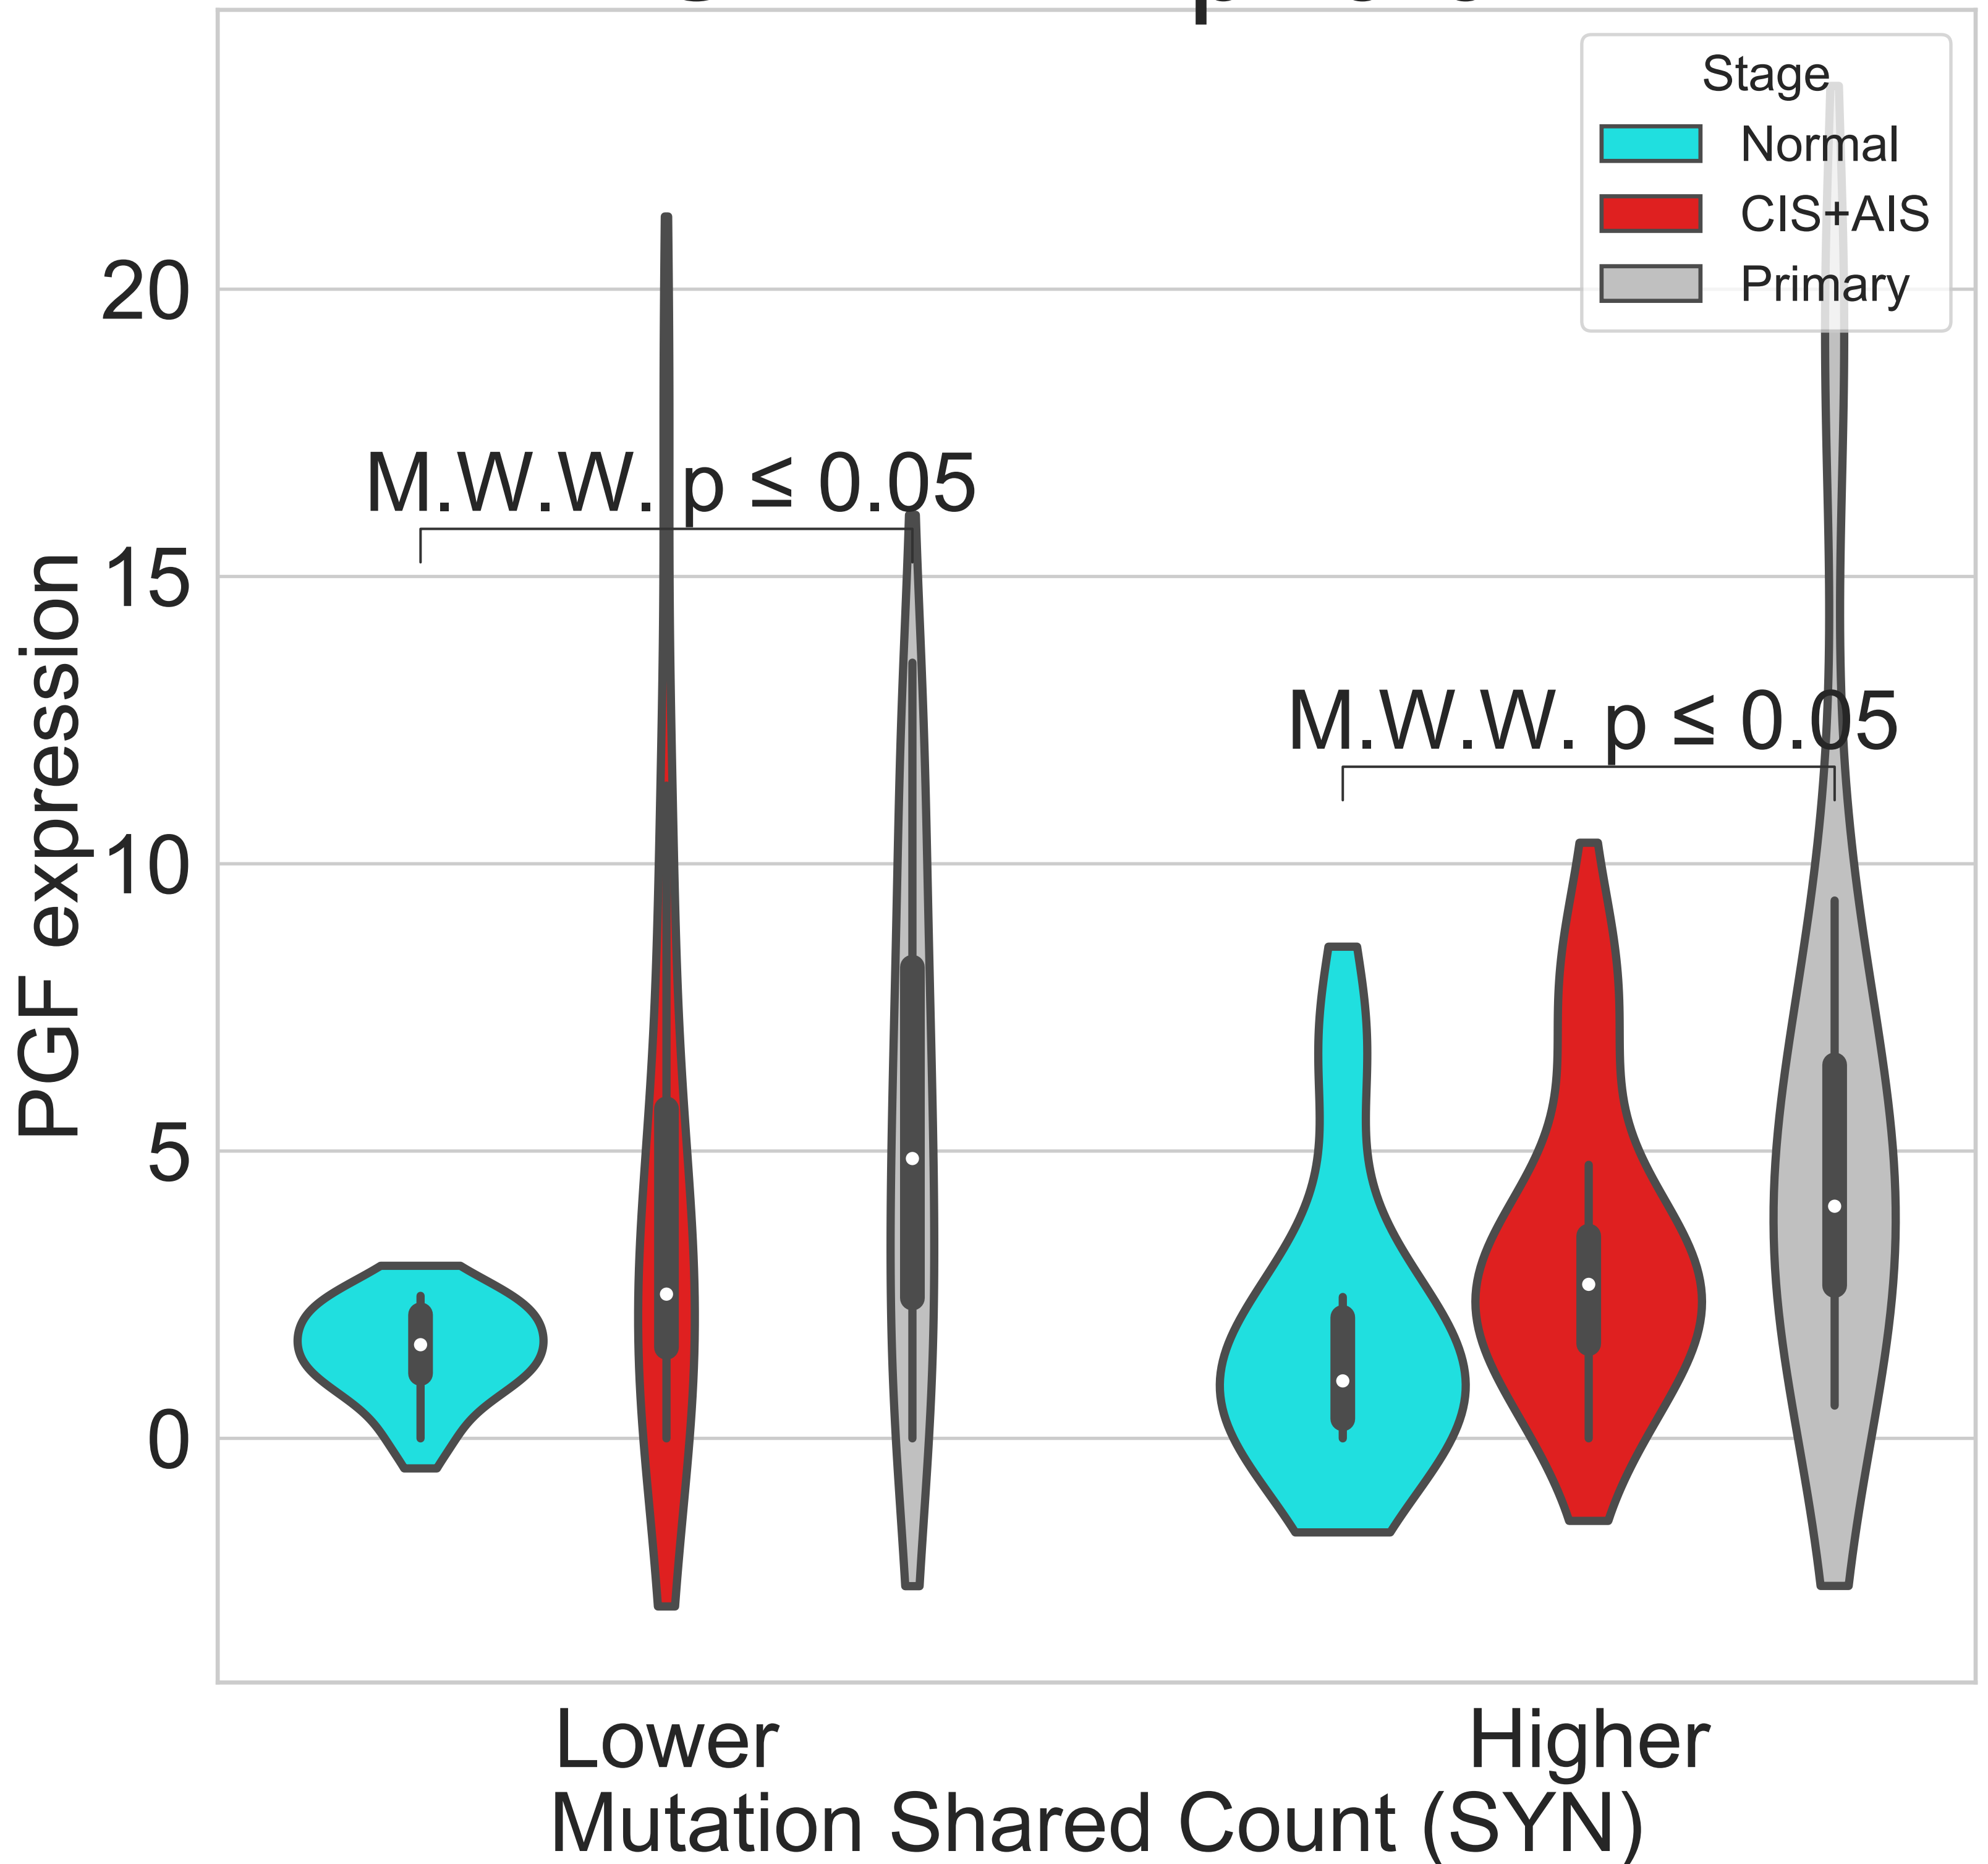 Stage
Normal
CIS+AIS
Primary
20
15
10
5
0
PGF expression
M.W.W. p ≤ 0.05
M.W.W. p ≤ 0.05
Lower
Higher
Mutation Shared Count (SYN)